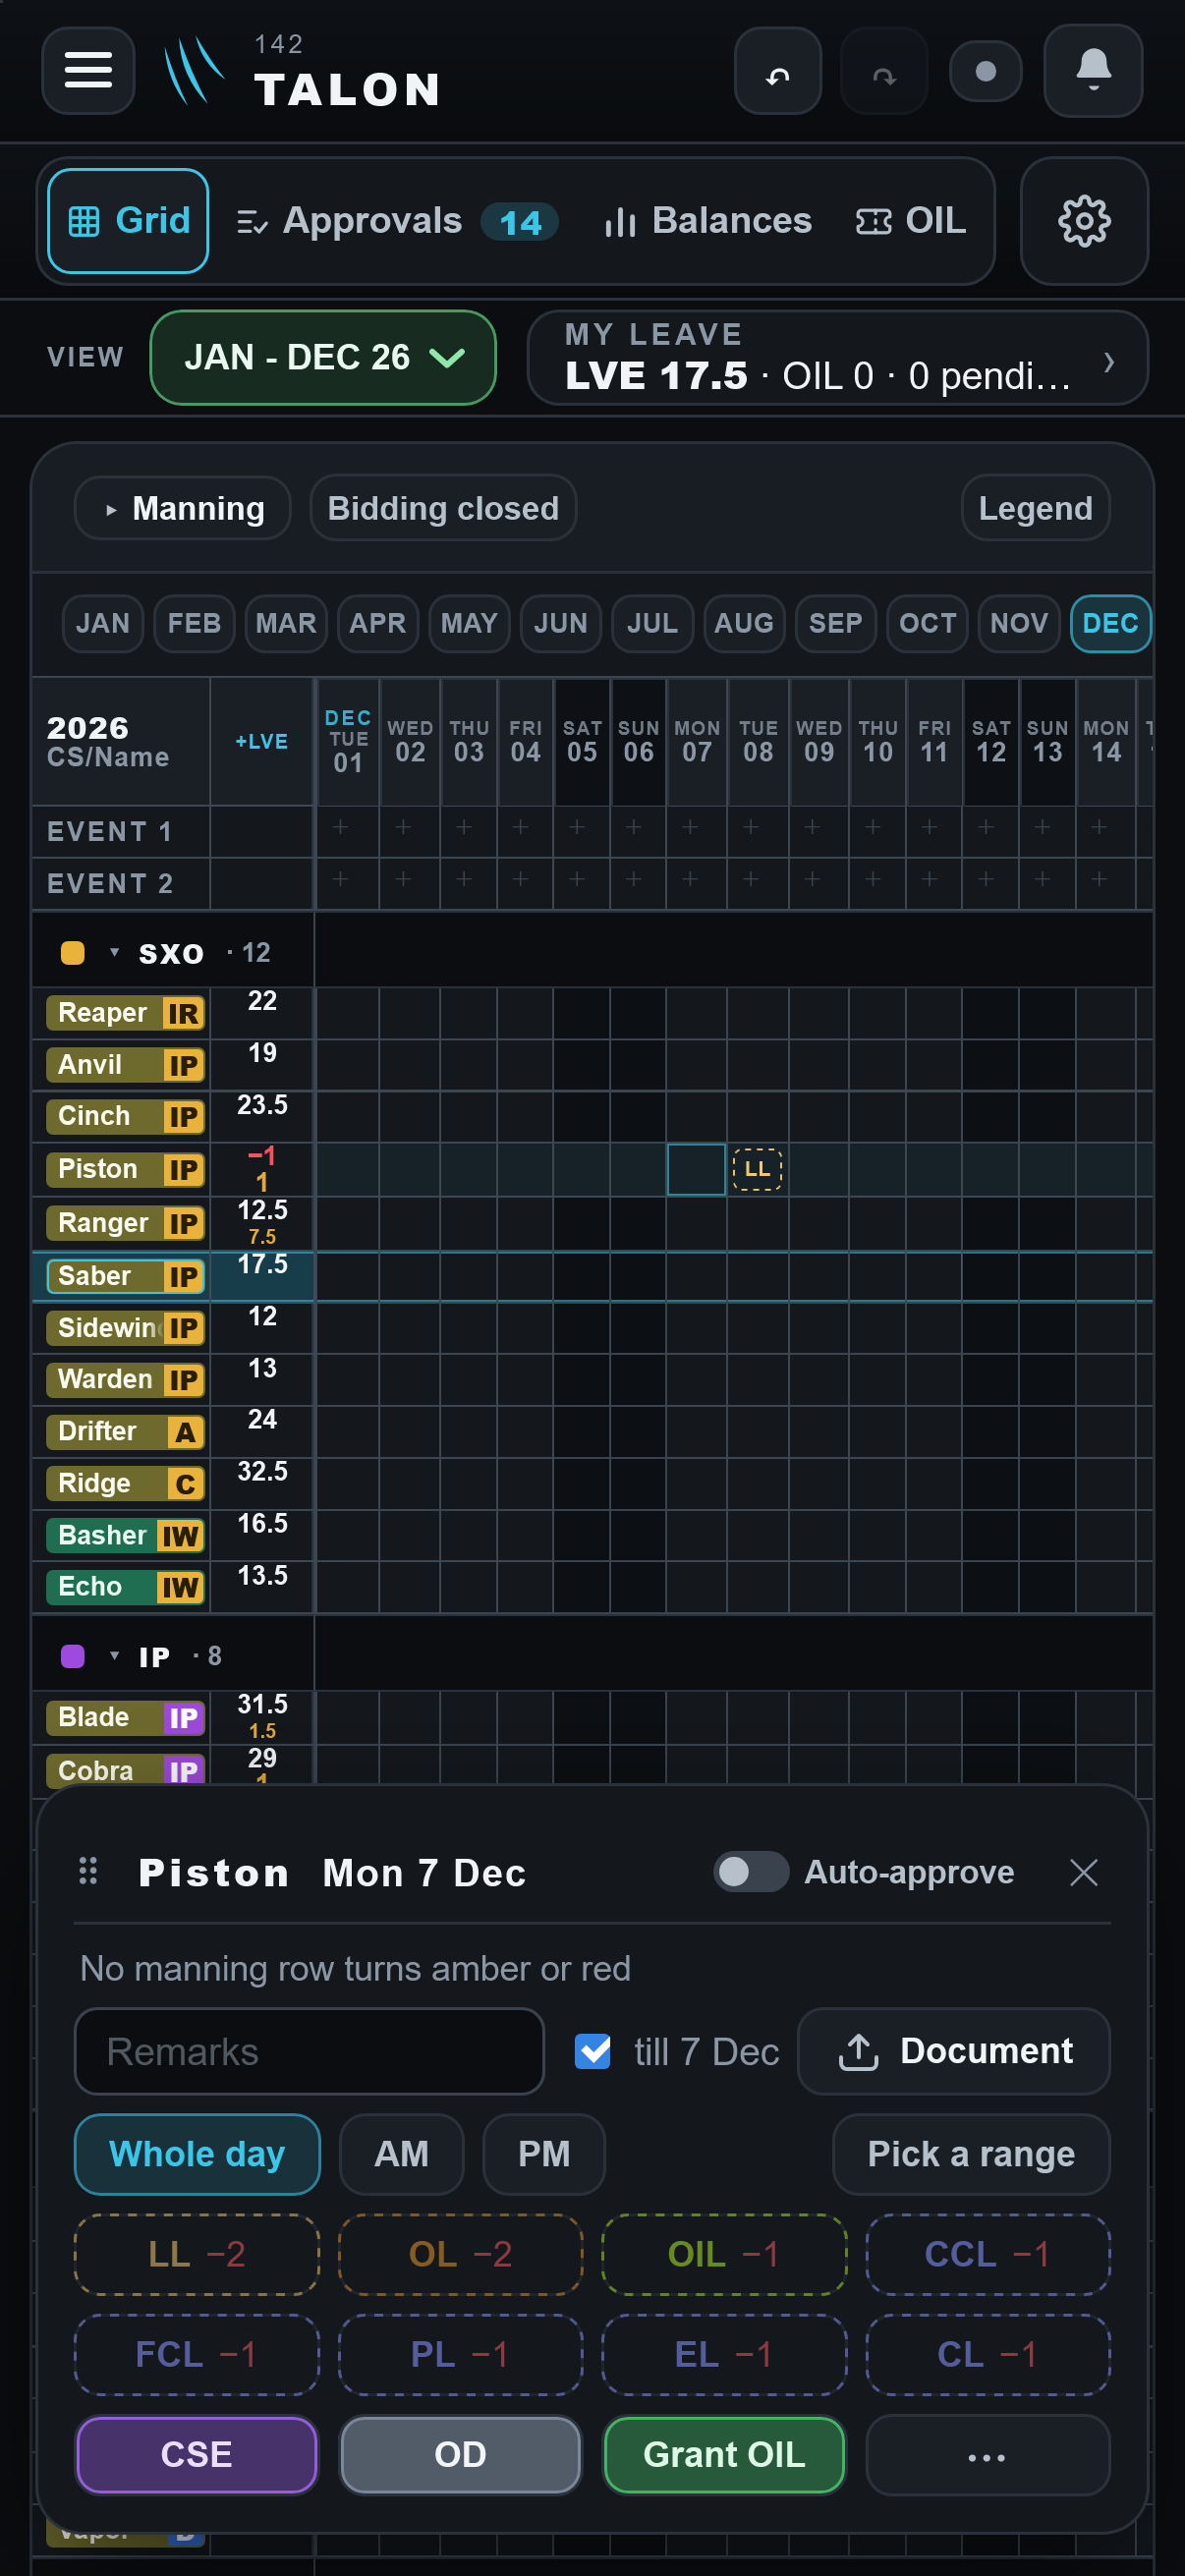 142
TALON
Grid
Approvals 14
Balances
OIL
VIEW
JAN - DEC 26
MY LEAVE
LVE 17.5 · OIL 0 · 0 pendi…
Manning
Bidding closed
Legend
JAN FEB MAR APR MAY JUN JUL AUG SEP OCT NOV DEC
2026
CS/Name
+LVE
DEC TUE 01
WED 02
THU 03
FRI 04
SAT 05
SUN 06
MON 07
TUE 08
WED 09
THU 10
FRI 11
SAT 12
SUN 13
MON 14
EVENT 1 + + + + + + + + + + + + + +
EVENT 2 + + + + + + + + + + + + + +
SXO · 12
Reaper IR 22
Anvil IP 19
Cinch IP 23.5
Piston IP −1 1 LL
Ranger IP 12.5 7.5
Saber IP 17.5
Sidewin IP 12
Warden IP 13
Drifter A 24
Ridge C 32.5
Basher IW 16.5
Echo IW 13.5
IP · 8
Blade IP 31.5 1.5
Cobra IP 29 1
Piston Mon 7 Dec
Auto-approve
No manning row turns amber or red
Remarks
till 7 Dec
Document
Whole day AM PM
Pick a range
LL −2 OL −2 OIL −1 CCL −1
FCL −1 PL −1 EL −1 CL −1
CSE OD Grant OIL ...